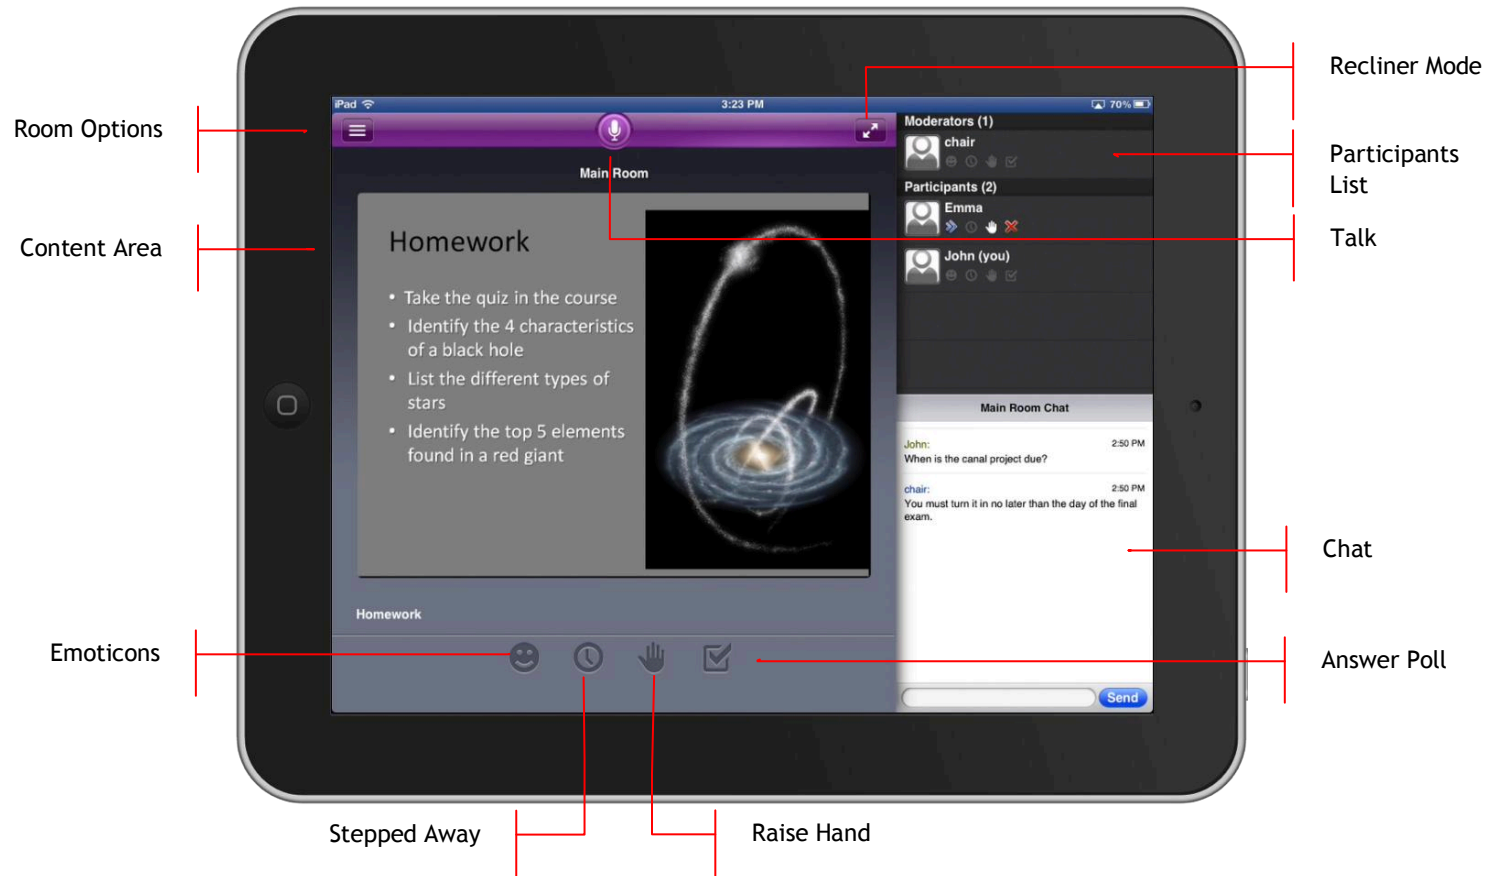 Recliner Mode
iPad
3:23 PM
70%
Room Options
Moderators (1)
chair
Participants
List
Main Room
Participants (2)
Emma
Talk
Content Area
Homework
John (you)
• Take the quiz in the course
• Identify the 4 characteristics
of a black hole
• List the different types of
stars
• Identify the top 5 elements
found in a red giant
Main Room Chat
John:
2:50 PM
When is the canal project due?
chair:
2:50 PM
You must turn it in no later than the day of the final
exam.
Chat
Homework
Emoticons
Answer Poll
Send
Stepped Away
Raise Hand